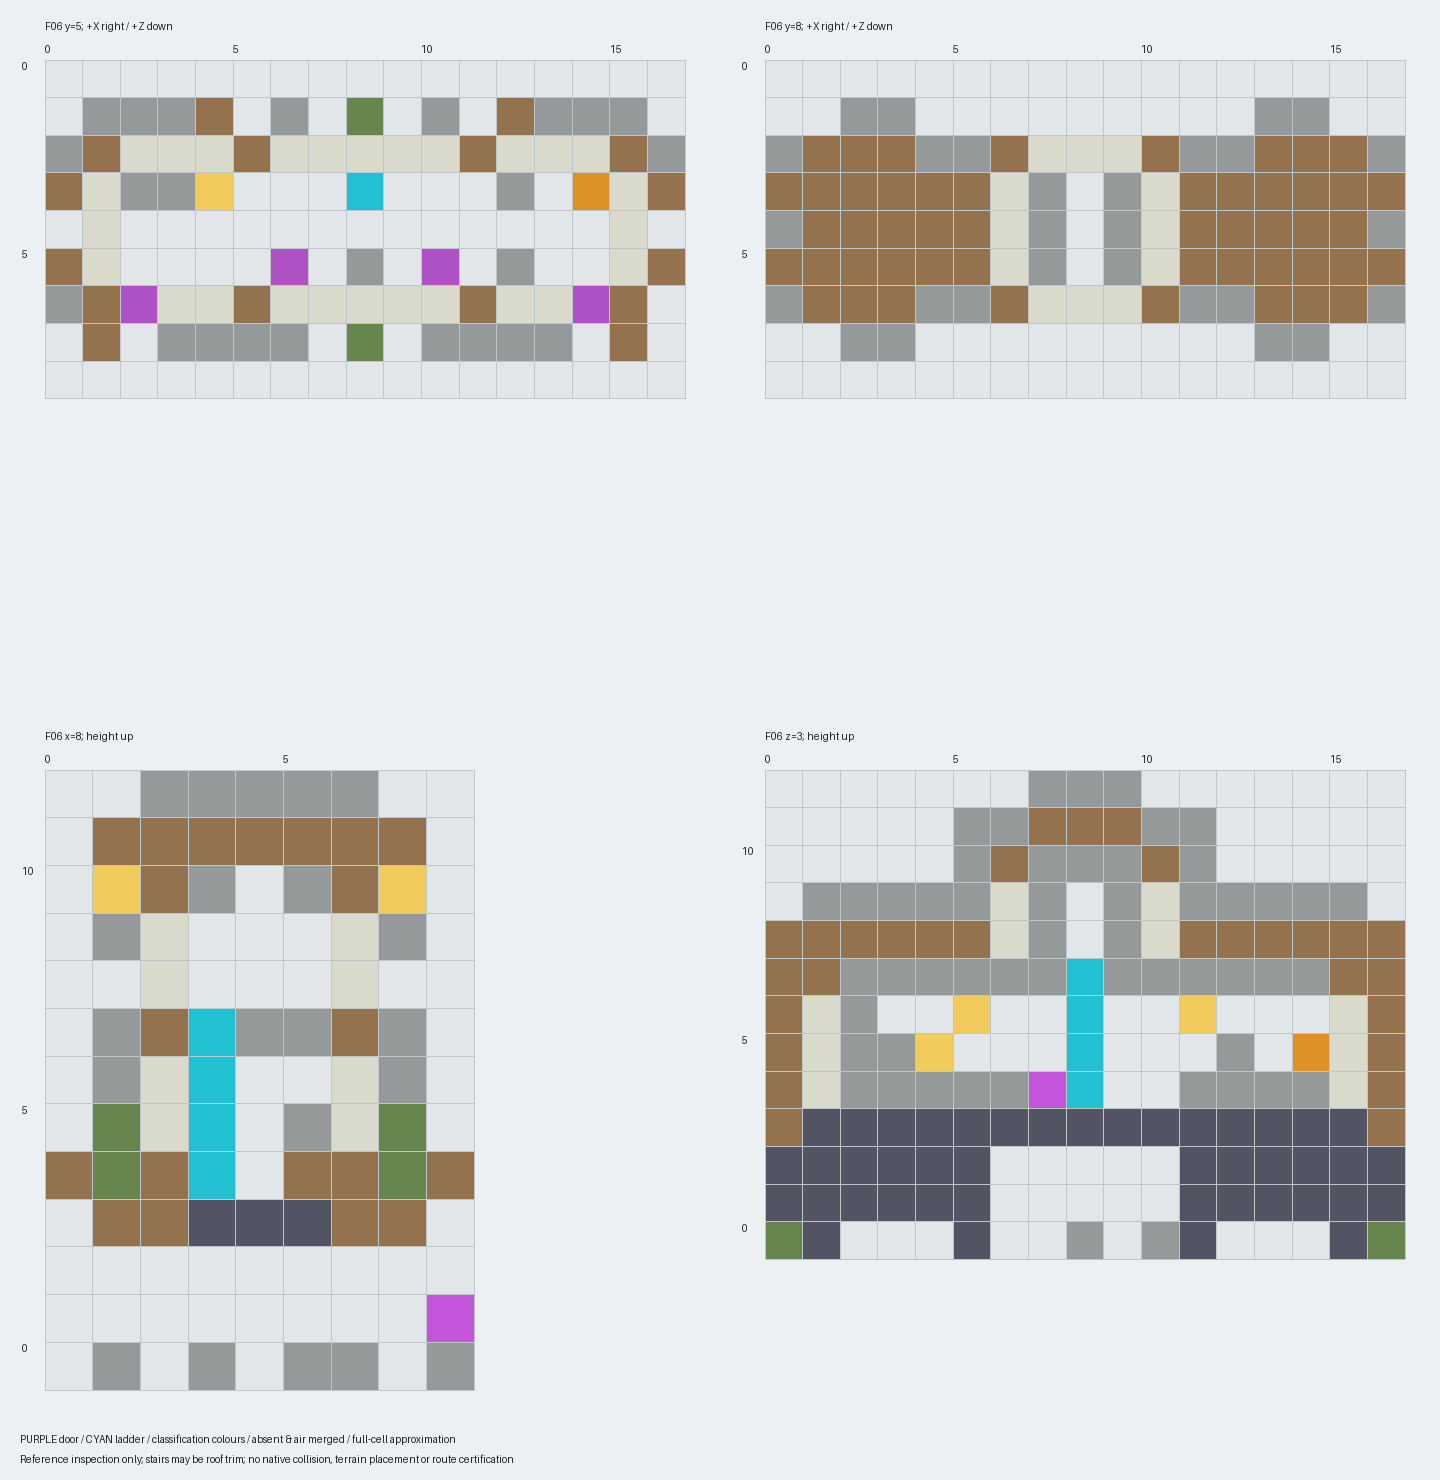 F06 y=5; +X right / +Z down
F06 y=8; +X right / +Z down
0 5 10 15
0 5 10 15
0
0
5
5
F06 x=8; height up
F06 z=3; height up
0 5
0 5 10 15
10
10
5
5
0
0
PURPLE door / CYAN ladder / classification colours / absent & air merged / full-cell approximation
Reference inspection only; stairs may be roof trim; no native collision, terrain placement or route certification